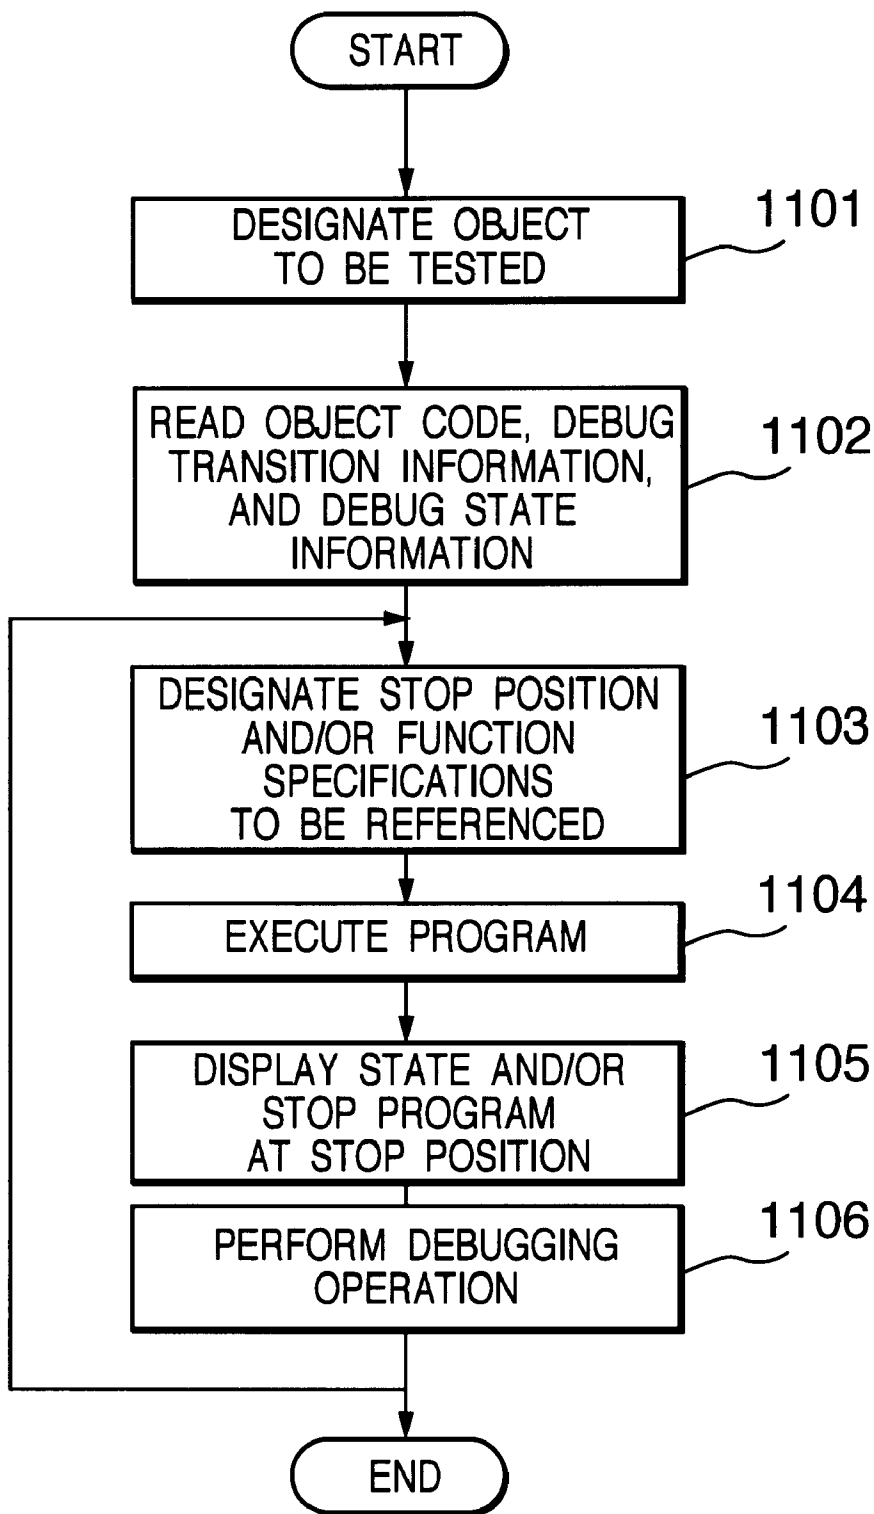 START
1101
DESIGNATE OBJECT
TO BE TESTED
1102
READ OBJECT CODE, DEBUG
TRANSITION INFORMATION,
AND DEBUG STATE
INFORMATION
1103
DESIGNATE STOP POSITION
AND/OR FUNCTION
SPECIFICATIONS
TO BE REFERENCED
1104
EXECUTE PROGRAM
1105
DISPLAY STATE AND/OR
STOP PROGRAM
AT STOP POSITION
1106
PERFORM DEBUGGING
OPERATION
END